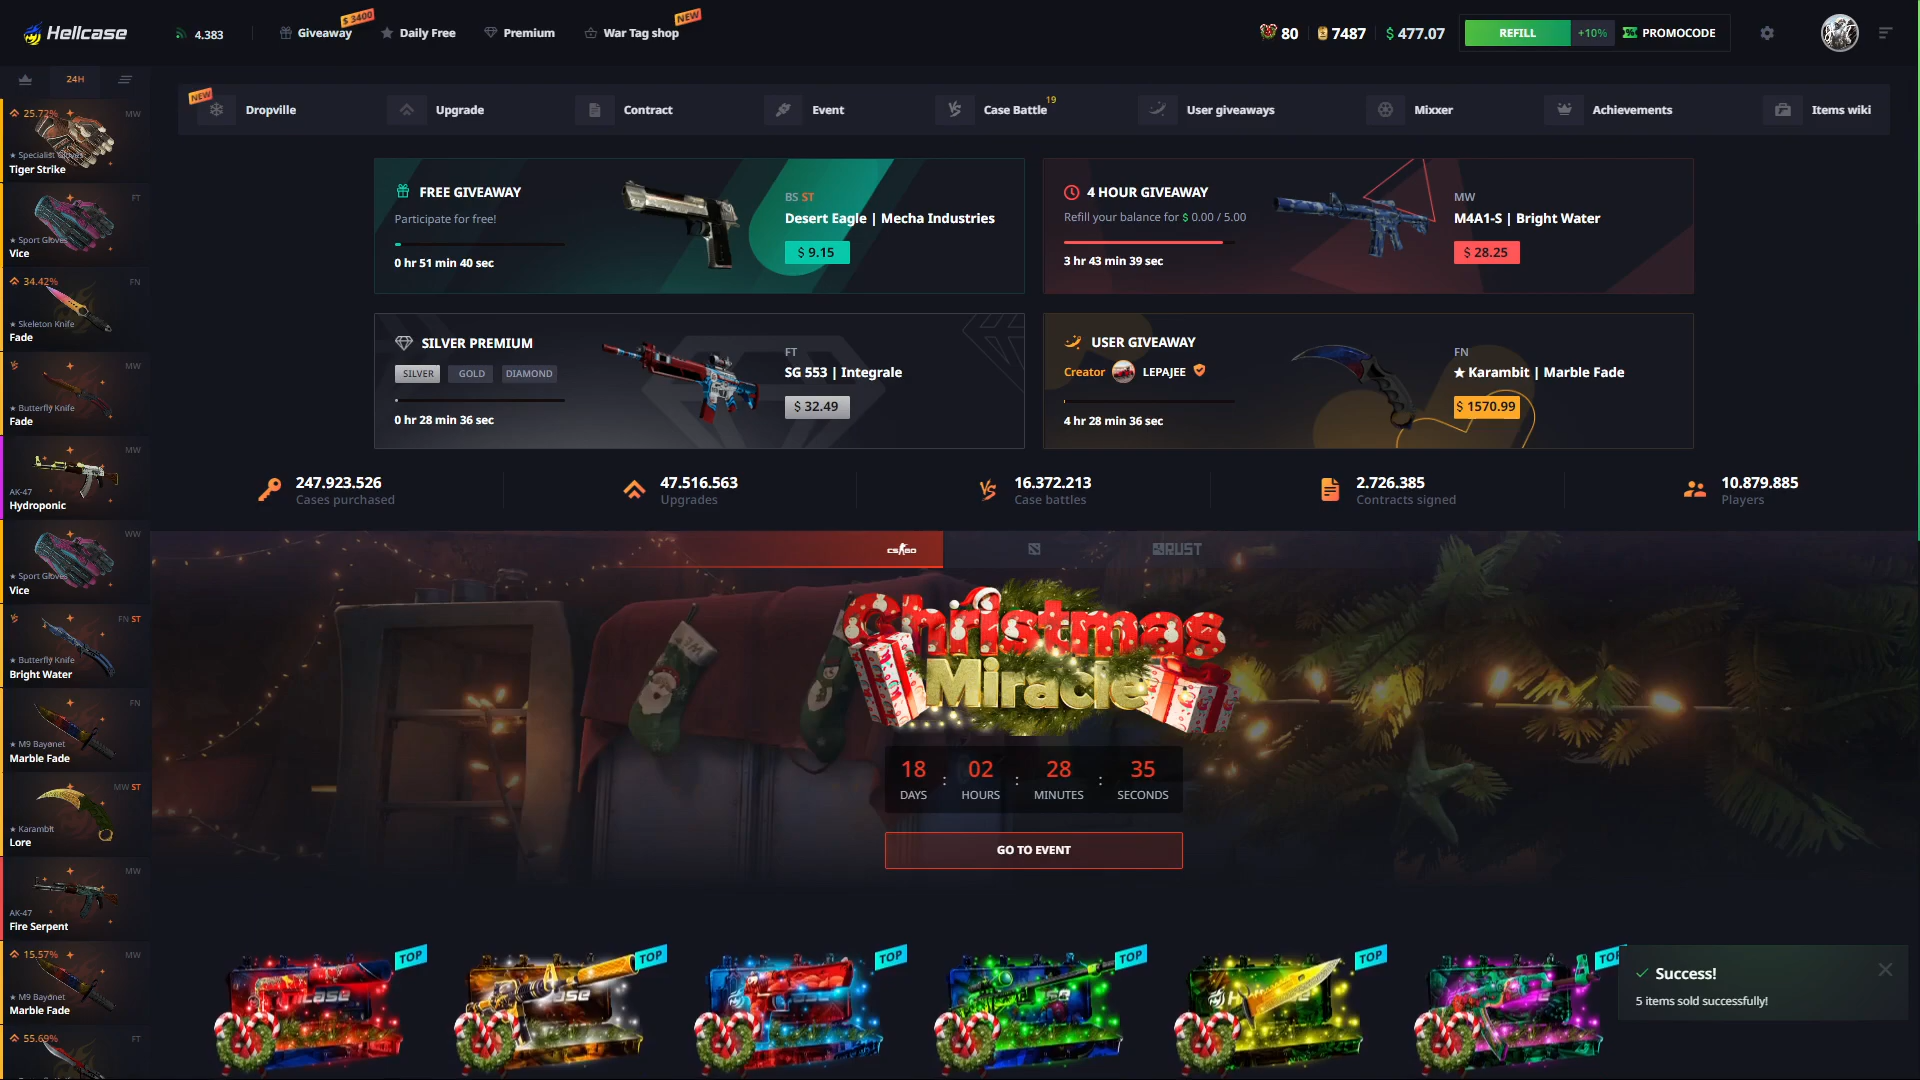 Hellcase
4.383
Giveaway
$ 3400
Daily Free
Premium
War Tag shop
NEW
80
7487
$ 477.07
REFILL
+10%
PROMOCODE
24H
NEW
Dropville
Upgrade
Contract
Event
Case Battle
19
User giveaways
Mixxer
Achievements
Items wiki
25.72%
MW
★ Specialist Gloves
Tiger Strike
FT
★ Sport Gloves
Vice
34.42%
FN
★ Skeleton Knife
Fade
MW
★ Butterfly Knife
Fade
MW
AK-47
Hydroponic
WW
★ Sport Gloves
Vice
FN ST
★ Butterfly Knife
Bright Water
FN
★ M9 Bayonet
Marble Fade
MW ST
★ Karambit
Lore
MW
AK-47
Fire Serpent
15.57%
MW
★ M9 Bayonet
Marble Fade
55.69%
FT
FREE GIVEAWAY
Participate for free!
0 hr 51 min 40 sec
BS ST
Desert Eagle | Mecha Industries
$ 9.15
4 HOUR GIVEAWAY
Refill your balance for $ 0.00 / 5.00
3 hr 43 min 39 sec
MW
M4A1-S | Bright Water
$ 28.25
SILVER PREMIUM
SILVER
GOLD
DIAMOND
0 hr 28 min 36 sec
FT
SG 553 | Integrale
$ 32.49
USER GIVEAWAY
Creator
LEPAJEE
4 hr 28 min 36 sec
FN
★ Karambit | Marble Fade
$ 1570.99
247.923.526
Cases purchased
47.516.563
Upgrades
16.372.213
Case battles
2.726.385
Contracts signed
10.879.885
Players
CS:GO
RUST
Christmas
Miracle
18 : 02 : 28 : 35
DAYS HOURS MINUTES SECONDS
GO TO EVENT
TOP
TOP
TOP
TOP
TOP
TOP
Success!
5 items sold successfully!